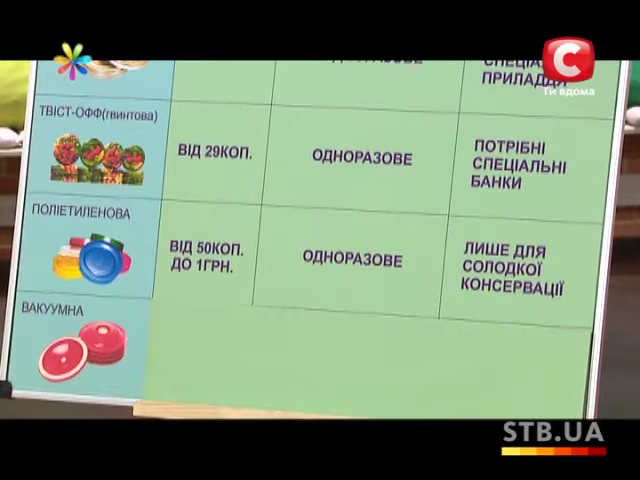 СПЕЦІАЛЬНЕ
ПРИЛАДДЯ
Ти вдома
ТВІСТ-ОФФ(гвинтова)
ВІД 29КОП.
ОДНОРАЗОВЕ
ПОТРІБНІ
СПЕЦІАЛЬНІ
БАНКИ
ПОЛІЕТИЛЕНОВА
ВІД 50КОП.
ДО 1ГРН.
ОДНОРАЗОВЕ
ЛИШЕ ДЛЯ
СОЛОДКОЇ
КОНСЕРВАЦІЇ
ВАКУУМНА
STB.UA